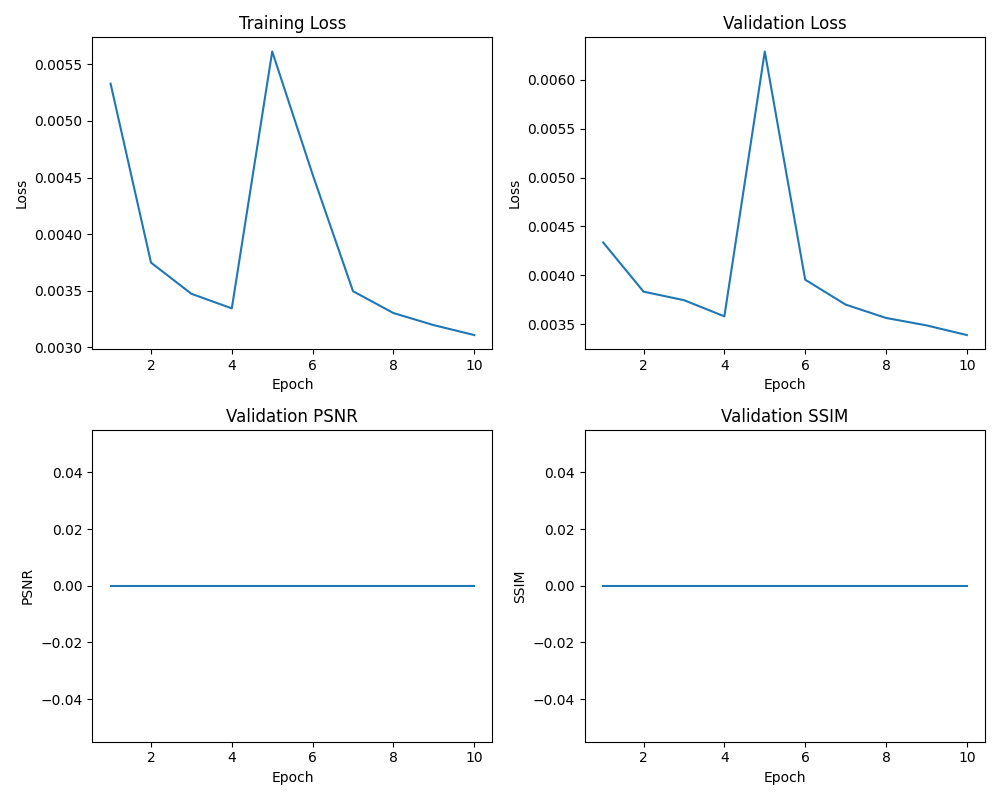 Training Loss
Loss
0.0055
0.0050
0.0045
0.0040
0.0035
0.0030
2 4 6 8 10
Epoch
Validation Loss
Loss
0.0060
0.0055
0.0050
0.0045
0.0040
0.0035
2 4 6 8 10
Epoch
Validation PSNR
PSNR
0.04
0.02
0.00
−0.02
−0.04
2 4 6 8 10
Epoch
Validation SSIM
SSIM
0.04
0.02
0.00
−0.02
−0.04
2 4 6 8 10
Epoch